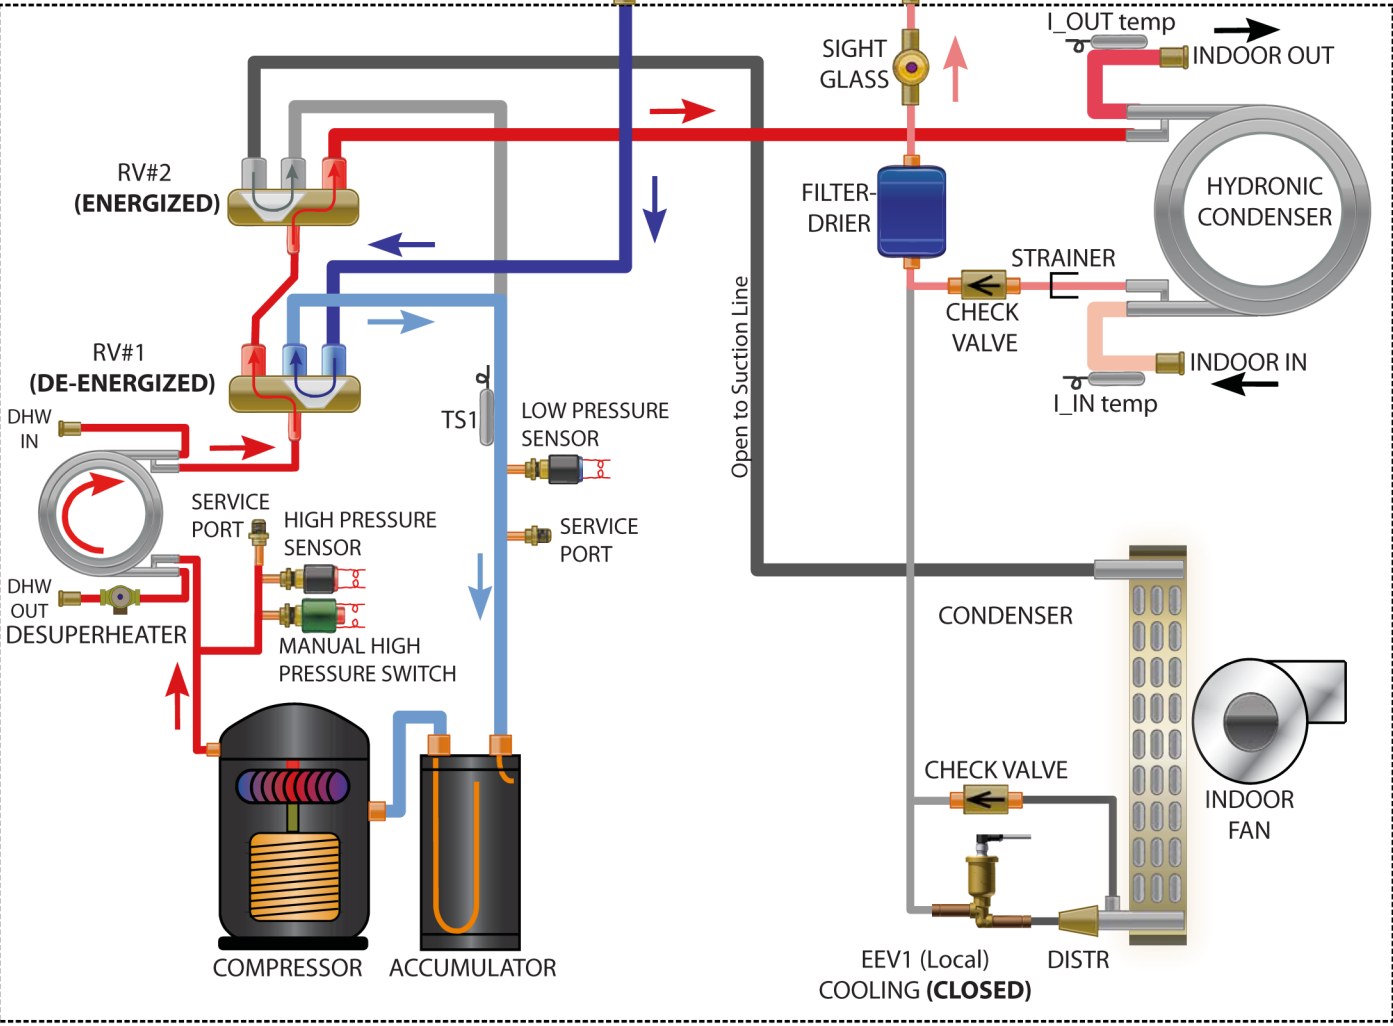 I_OUT temp
INDOOR OUT
SIGHT
GLASS
RV#2
(ENERGIZED)
FILTER-
DRIER
HYDRONIC
CONDENSER
STRAINER
CHECK
VALVE
INDOOR IN
I_IN temp
Open to Suction Line
RV#1
(DE-ENERGIZED)
DHW
IN
TS1
LOW PRESSURE
SENSOR
SERVICE
PORT
HIGH PRESSURE
SENSOR
SERVICE
PORT
DHW
OUT
DESUPERHEATER
MANUAL HIGH
PRESSURE SWITCH
CONDENSER
CHECK VALVE
INDOOR
FAN
COMPRESSOR
ACCUMULATOR
EEV1 (Local)
COOLING (CLOSED)
DISTR